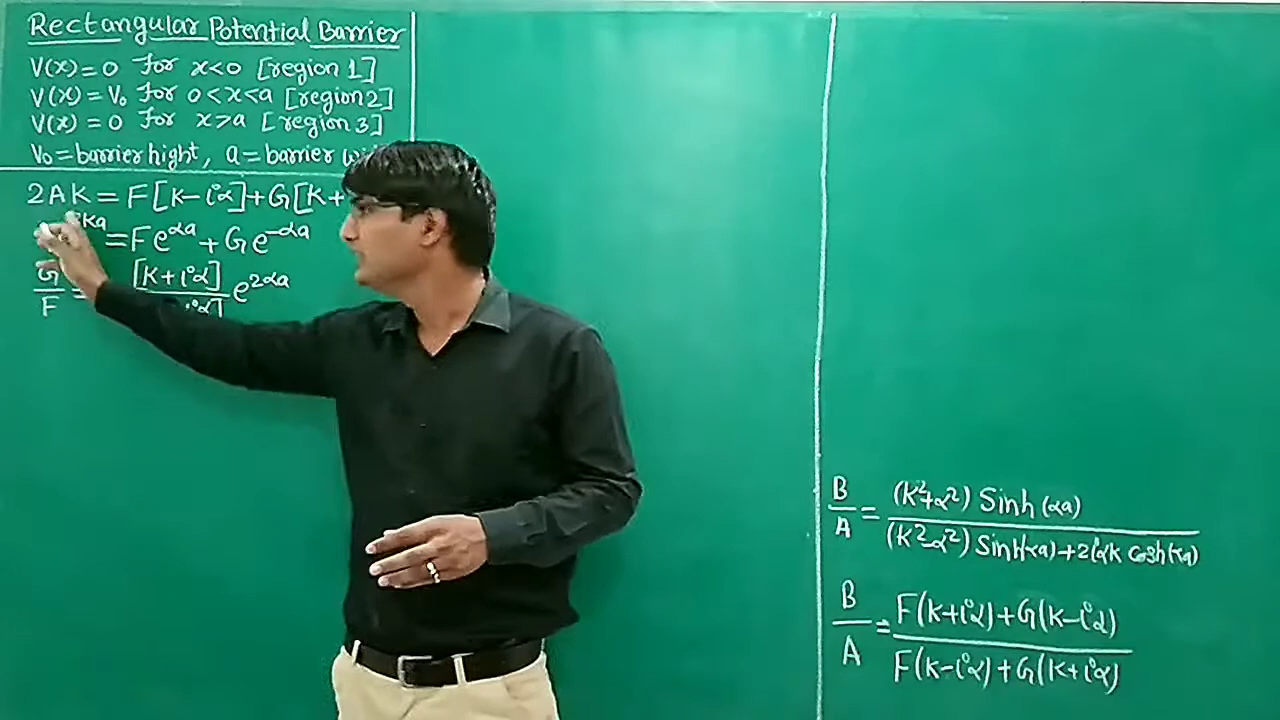 Rectangular Potential Barrier
V(x)=0 for x<0 [region 1]
V(x)=V₀ for 0<x<a [region 2]
V(x)=0 for x>a [region 3]
V₀=barrier hight, a=barrier
2AK=F[K-iα]+G[K+
Ka =Fe^αa+Ge^-αa
G/F = [K+iα] / iα] e^2αa
B/A = (K²+α²) Sinh(αa) / (K²-α²) Sinh(αa)+2iαK Cosh(αa)
B/A = F(K+iα)+G(K-iα) / F(K-iα)+G(K+iα)